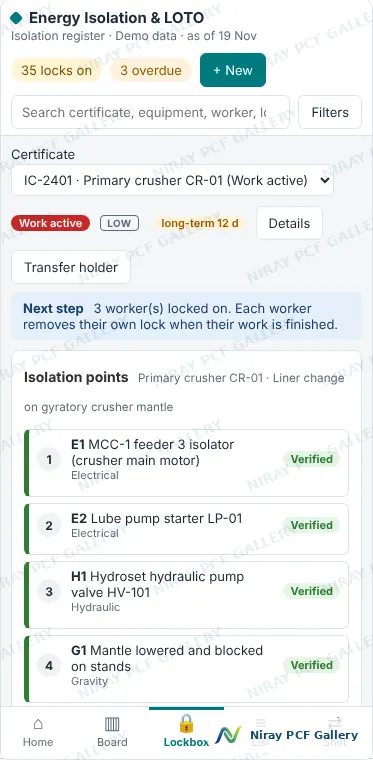 Energy Isolation & LOTO
Isolation register · Demo data · as of 19 Nov
35 locks on
3 overdue
+ New
Search certificate, equipment, worker, lo
Filters
Certificate
IC-2401 · Primary crusher CR-01 (Work active)
Work active
LOW
long-term 12 d
Details
Transfer holder
Next step 3 worker(s) locked on. Each worker
removes their own lock when their work is finished.
Isolation points Primary crusher CR-01 · Liner change
on gyratory crusher mantle
1
E1 MCC-1 feeder 3 isolator
(crusher main motor)
Electrical
Verified
2
E2 Lube pump starter LP-01
Electrical
Verified
3
H1 Hydroset hydraulic pump
valve HV-101
Hydraulic
Verified
4
G1 Mantle lowered and blocked
on stands
Gravity
Verified
Home
Board
Lockbox
Niray PCF Gallery
NIRAY PCF GALLERY